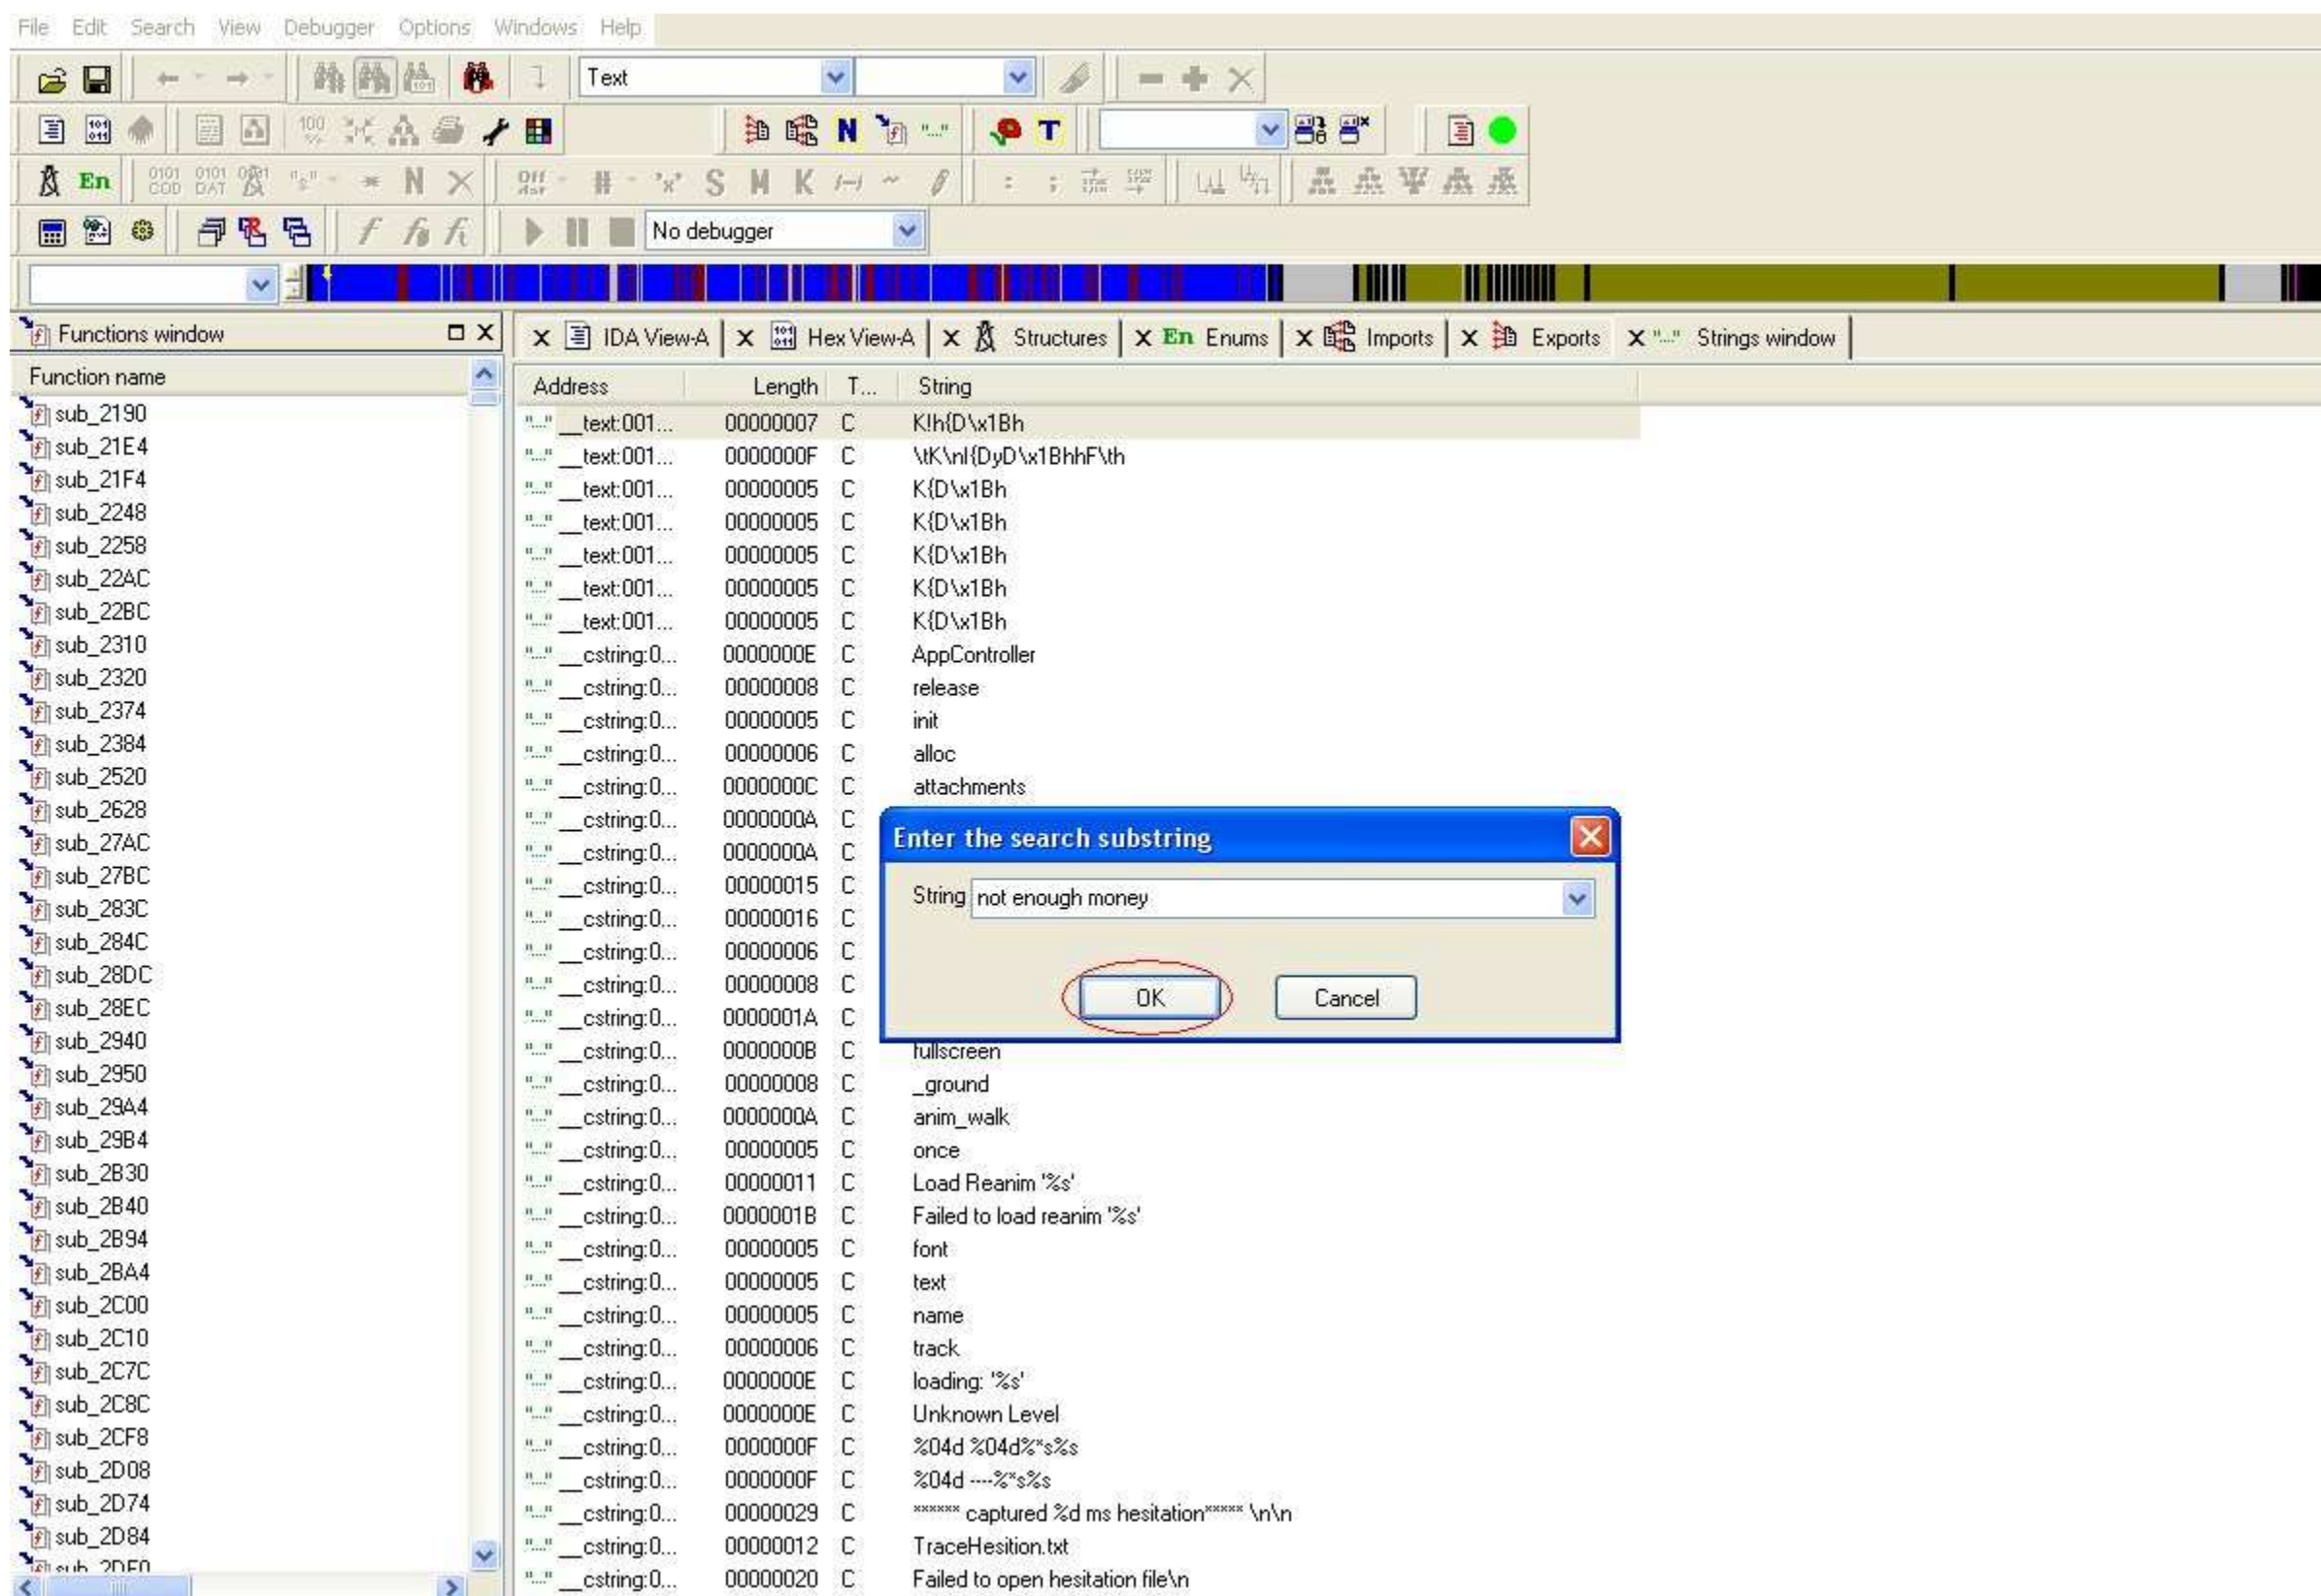 File Edit Search View Debugger Options Windows Help
Text
En
No debugger
Functions window
IDA View-A Hex View-A Structures En Enums Imports Exports Strings window
Function name
Address Length T... String
sub_2190
sub_21E4
sub_21F4
sub_2248
sub_2258
sub_22AC
sub_22BC
sub_2310
sub_2320
sub_2374
sub_2384
sub_2520
sub_2628
sub_27AC
sub_27BC
sub_283C
sub_284C
sub_28DC
sub_28EC
sub_2940
sub_2950
sub_29A4
sub_29B4
sub_2B30
sub_2B40
sub_2B94
sub_2BA4
sub_2C00
sub_2C10
sub_2C7C
sub_2C8C
sub_2CF8
sub_2D08
sub_2D74
sub_2D84
sub_2DF0
__text:001... 00000007 C K!h{D\x1Bh
__text:001... 0000000F C \tK\nI{DyD\x1BhhF\th
__text:001... 00000005 C K{D\x1Bh
__text:001... 00000005 C K{D\x1Bh
__text:001... 00000005 C K{D\x1Bh
__text:001... 00000005 C K{D\x1Bh
__text:001... 00000005 C K{D\x1Bh
__cstring:0... 0000000E C AppController
__cstring:0... 00000008 C release
__cstring:0... 00000005 C init
__cstring:0... 00000006 C alloc
__cstring:0... 0000000C C attachments
__cstring:0... 0000000A C
__cstring:0... 0000000A C
__cstring:0... 00000015 C
__cstring:0... 00000016 C
__cstring:0... 00000006 C
__cstring:0... 00000008 C
__cstring:0... 0000001A C
__cstring:0... 0000000B C fullscreen
__cstring:0... 00000008 C _ground
__cstring:0... 0000000A C anim_walk
__cstring:0... 00000005 C once
__cstring:0... 00000011 C Load Reanim '%s'
__cstring:0... 0000001B C Failed to load reanim '%s'
__cstring:0... 00000005 C font
__cstring:0... 00000005 C text
__cstring:0... 00000005 C name
__cstring:0... 00000006 C track
__cstring:0... 0000000E C loading: '%s'
__cstring:0... 0000000E C Unknown Level
__cstring:0... 0000000F C %04d %04d%*s%s
__cstring:0... 0000000F C %04d ----%*s%s
__cstring:0... 00000029 C ****** captured %d ms hesitation***** \n\n
__cstring:0... 00000012 C TraceHesition.txt
__cstring:0... 00000020 C Failed to open hesitation file\n
Enter the search substring
String not enough money
OK Cancel